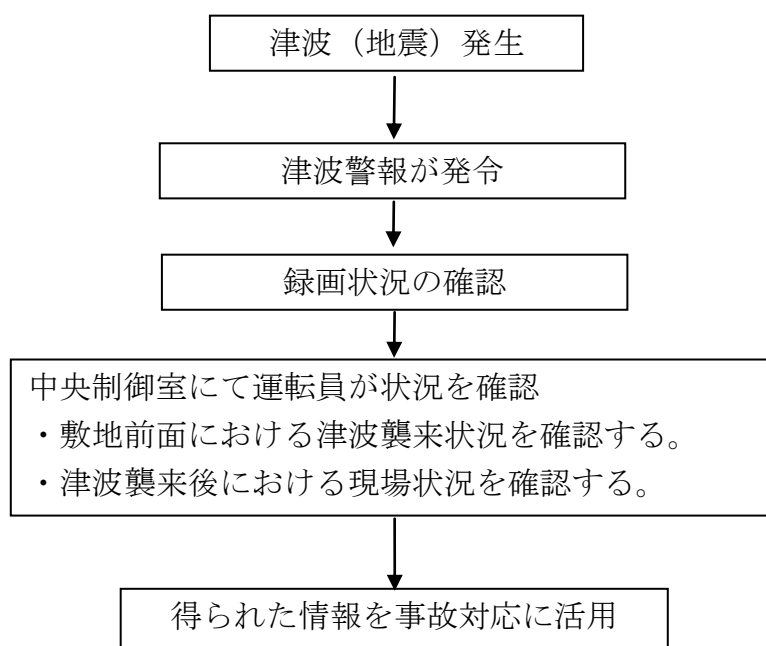 津波（地震）発生
津波警報が発令
録画状況の確認
中央制御室にて運転員が状況を確認
・敷地前面における津波襲来状況を確認する。
・津波襲来後における現場状況を確認する。
得られた情報を事故対応に活用